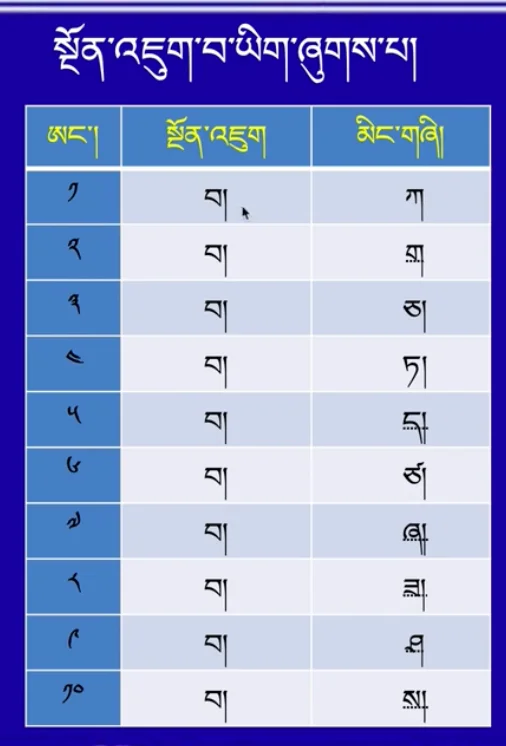 སྔོན་འཇུག་བ་ཡིག་ཞུགས་པ།
ཨང་། སྔོན་འཇུག མིང་གཞི།
༡ བ། ཀ།
༢ བ། ག།
༣ བ། ཅ།
༤ བ། ཏ།
༥ བ། ད།
༦ བ། ཙ།
༧ བ། ཞ།
༨ བ། ཟ།
༩ བ། ཤ།
༡༠ བ། ས།